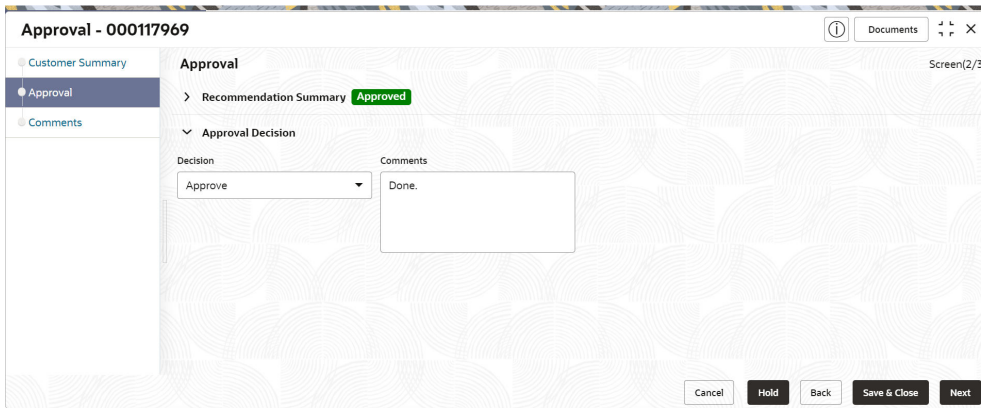 Approval - 000117969
Documents
Customer Summary
Approval
Comments
Approval
Screen(2/3
Recommendation Summary Approved
Approval Decision
Decision
Comments
Approve
Done.
Cancel
Hold
Back
Save & Close
Next